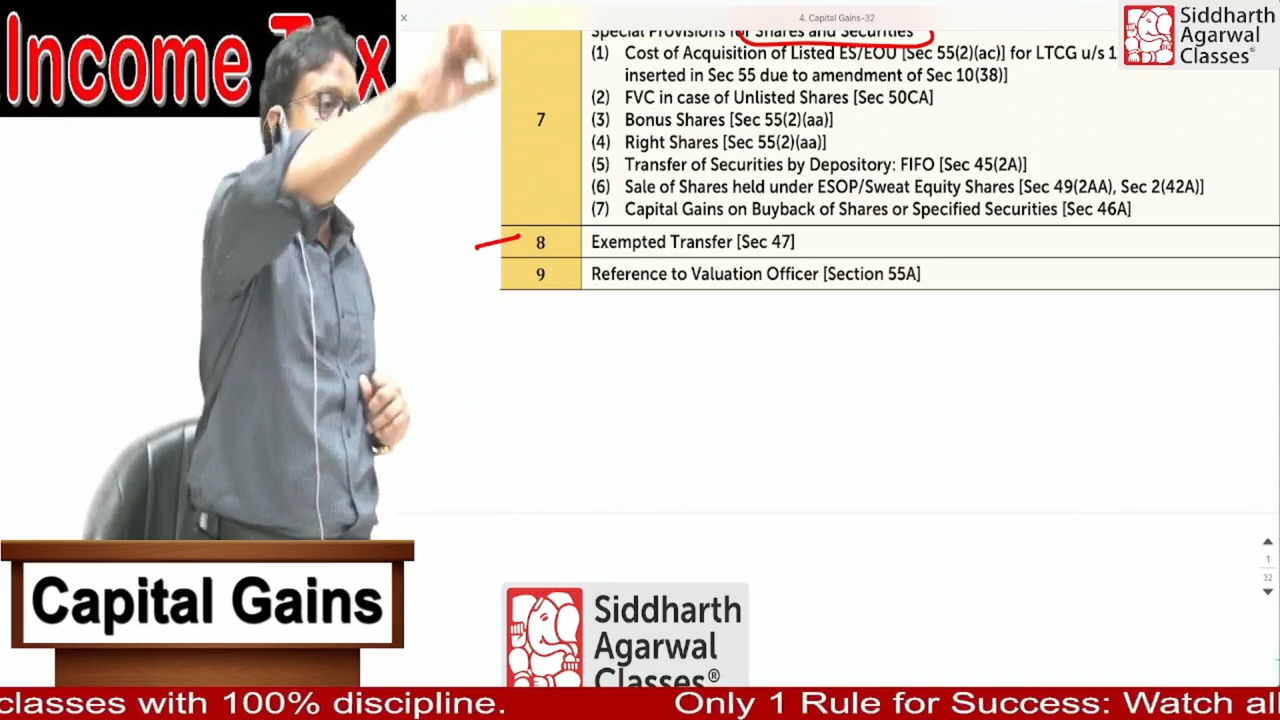 Income Tax
×
4. Capital Gains-32
Siddharth
Agarwal
Classes®
Special Provisions for Shares and Securities
(1) Cost of Acquisition of Listed ES/EOU [Sec 55(2)(ac)] for LTCG u/s 1
inserted in Sec 55 due to amendment of Sec 10(38)]
(2) FVC in case of Unlisted Shares [Sec 50CA]
7
(3) Bonus Shares [Sec 55(2)(aa)]
(4) Right Shares [Sec 55(2)(aa)]
(5) Transfer of Securities by Depository: FIFO [Sec 45(2A)]
(6) Sale of Shares held under ESOP/Sweat Equity Shares [Sec 49(2AA), Sec 2(42A)]
(7) Capital Gains on Buyback of Shares or Specified Securities [Sec 46A]
8 Exempted Transfer [Sec 47]
9 Reference to Valuation Officer [Section 55A]
1
32
Capital Gains
Siddharth
Agarwal
Classes®
classes with 100% discipline. Only 1 Rule for Success: Watch all